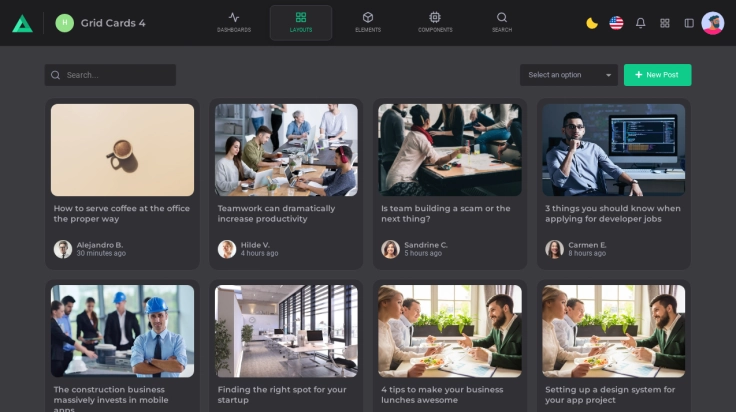 H
Grid Cards 4
DASHBOARDS
LAYOUTS
ELEMENTS
COMPONENTS
SEARCH
Search...
Select an option
+ New Post
How to serve coffee at the office
the proper way
Alejandro B.
30 minutes ago
Teamwork can dramatically
increase productivity
Hilde V.
4 hours ago
Is team building a scam or the
next thing?
Sandrine C.
5 hours ago
3 things you should know when
applying for developer jobs
Carmen E.
8 hours ago
The construction business
massively invests in mobile
apps
Finding the right spot for your
startup
4 tips to make your business
lunches awesome
Setting up a design system for
your app project